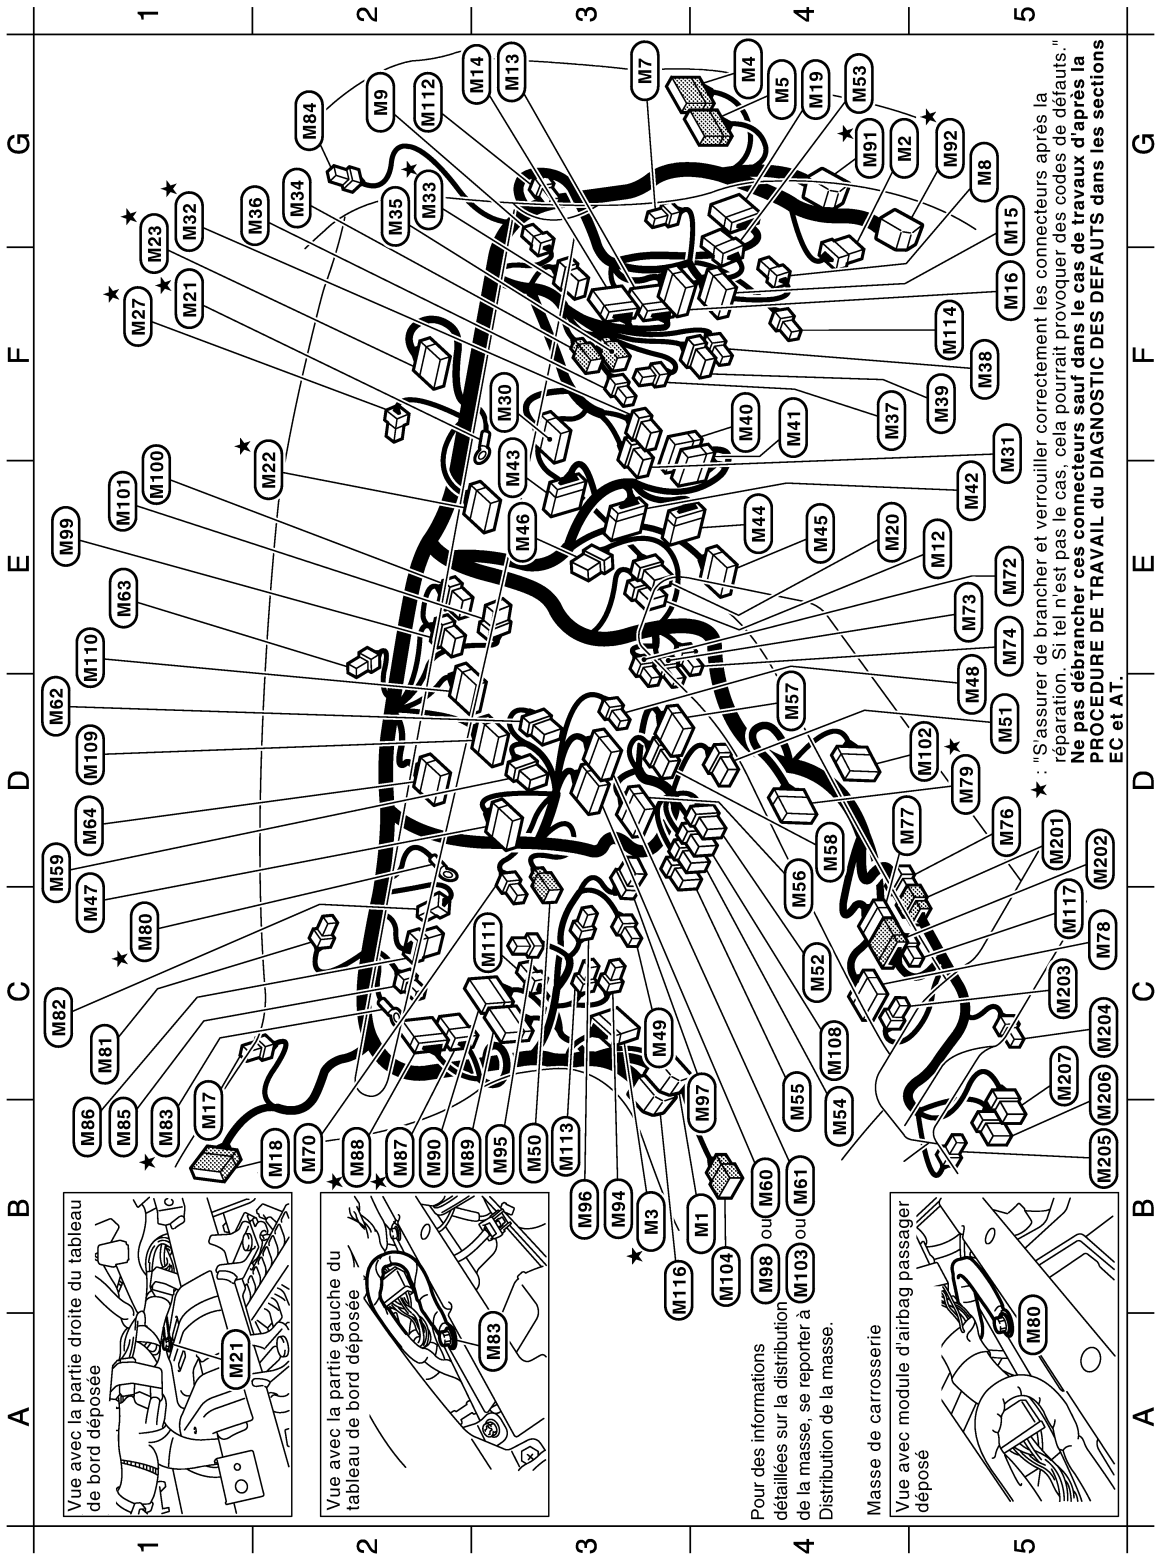 1
2
3
4
5
G
F
E
D
C
B
A
M84
M9
M112
M14
M13
M7
M4
M5
M19
M53
★
M91
M2
★
M92
M8
M15
M16
M114
M38
M39
M37
M41
M40
M31
M42
M44
M45
M20
M12
M72
M73
M74
M48
M57
M51
M102
★
M79
M77
M76
M201
M202
M117
M78
M203
M204
M207
M206
M205
M58
M56
M52
M108
M55
M54
★
M33
M35
M34
M36
★
M32
★
M23
★
M21
★
M27
M30
M43
M46
★
M22
M100
M101
M99
M63
M110
M62
M109
M64
M59
M47
★
M80
M82
M81
M86
M85
★
M83
M17
M18
M70
★
M88
★
M87
M90
M89
M95
M50
M113
M111
M96
M94
★
M3
M116
M1
M104
M97
M49
M98 ou M60
M103 ou M61
★ : "S'assurer de brancher et verrouiller correctement les connecteurs après la
réparation. Si tel n'est pas le cas, cela pourrait provoquer des codes de défauts."
Ne pas débrancher ces connecteurs sauf dans le cas de travaux d'après la
PROCEDURE DE TRAVAIL du DIAGNOSTIC DES DEFAUTS dans les sections
EC et AT.
Vue avec la partie droite du tableau
de bord déposée
M21
Vue avec la partie gauche du
tableau de bord déposée
M83
Pour des informations
détaillées sur la distribution
de la masse, se reporter à
Distribution de la masse.
Masse de carrosserie
Vue avec module d'airbag passager
déposé
M80
1
2
3
4
5
G
F
E
D
C
B
A